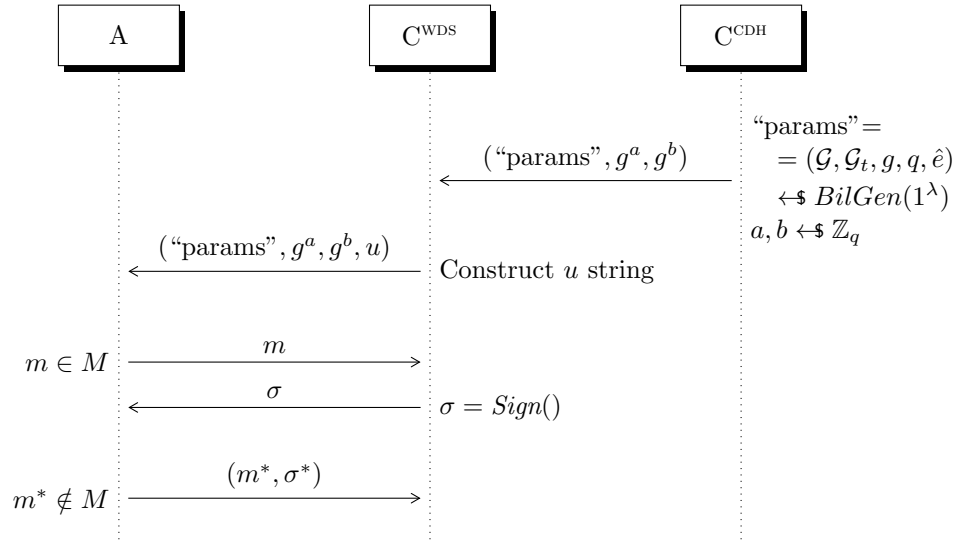 A
C^WDS
C^CDH
“params”=
= (𝒢, 𝒢_t, g, q, ê)
↞$ BilGen(1^λ)
a, b ↞$ ℤ_q
(“params”, g^a, g^b)
(“params”, g^a, g^b, u)
Construct u string
m ∈ M
m
σ
σ = Sign()
m* ∉ M
(m*, σ*)